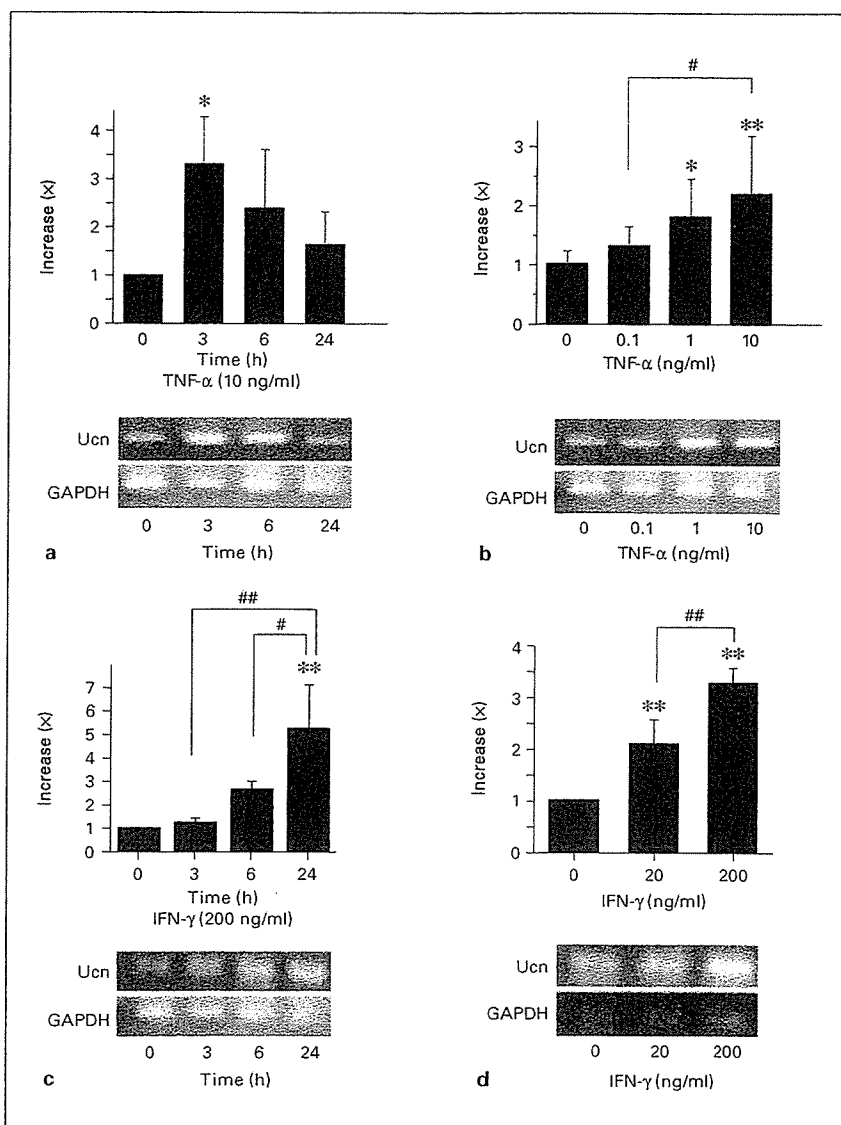 #
*
4
3
2
1
0
Increase (x)
0 3 6 24
Time (h)
TNF-α (10 ng/ml)
* **
3
2
1
0
Increase (x)
0 0.1 1 10
TNF-α (ng/ml)
Ucn
GAPDH
0 3 6 24
a Time (h)
Ucn
GAPDH
0 0.1 1 10
b TNF-α (ng/ml)
##
#
**
7
6
5
4
3
2
1
0
Increase (x)
0 3 6 24
Time (h)
IFN-γ (200 ng/ml)
##
** **
4
3
2
1
0
Increase (x)
0 20 200
IFN-γ (ng/ml)
Ucn
GAPDH
0 3 6 24
c Time (h)
Ucn
GAPDH
0 20 200
d IFN-γ (ng/ml)